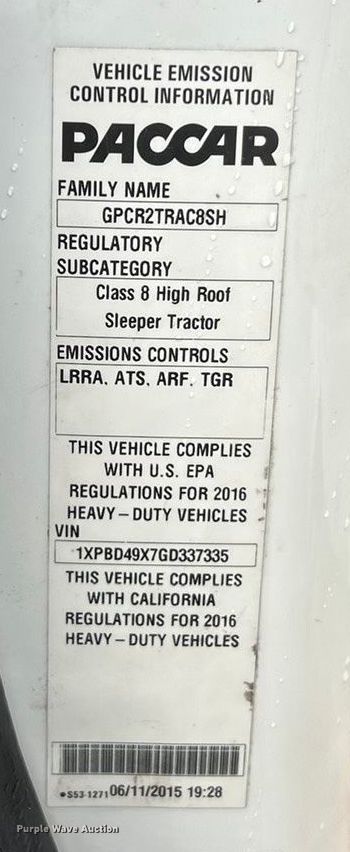 VEHICLE EMISSION
CONTROL INFORMATION
PACCAR
FAMILY NAME
GPCR2TRAC8SH
REGULATORY
SUBCATEGORY
Class 8 High Roof
Sleeper Tractor
EMISSIONS CONTROLS
LRRA, ATS, ARF, TGR
THIS VEHICLE COMPLIES
WITH U.S. EPA
REGULATIONS FOR 2016
HEAVY-DUTY VEHICLES
VIN
1XPBD49X7GD337335
THIS VEHICLE COMPLIES
WITH CALIFORNIA
REGULATIONS FOR 2016
HEAVY-DUTY VEHICLES
S53-1271 06/11/2015 19:28
Purple Wave Auction